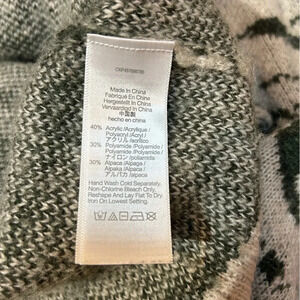 Made In China
Fabriqué En Chine
Hergestellt In China
Vervaardigd In China
中国製
hecho en china
40% Acrylic /Acrylique /
Polyacryl /Acryl /
アクリル /acrílico
30% Polyamide /Polyamide /
Polyamide /Polyamide /
ナイロン /poliamida
30% Alpaca /Alpaga /
Alpaka /Alpaca /
アルパカ /alpaca
Hand Wash Cold Separately.
Non-Chlorine Bleach Only.
Reshape And Lay Flat To Dry.
Iron On Lowest Setting.